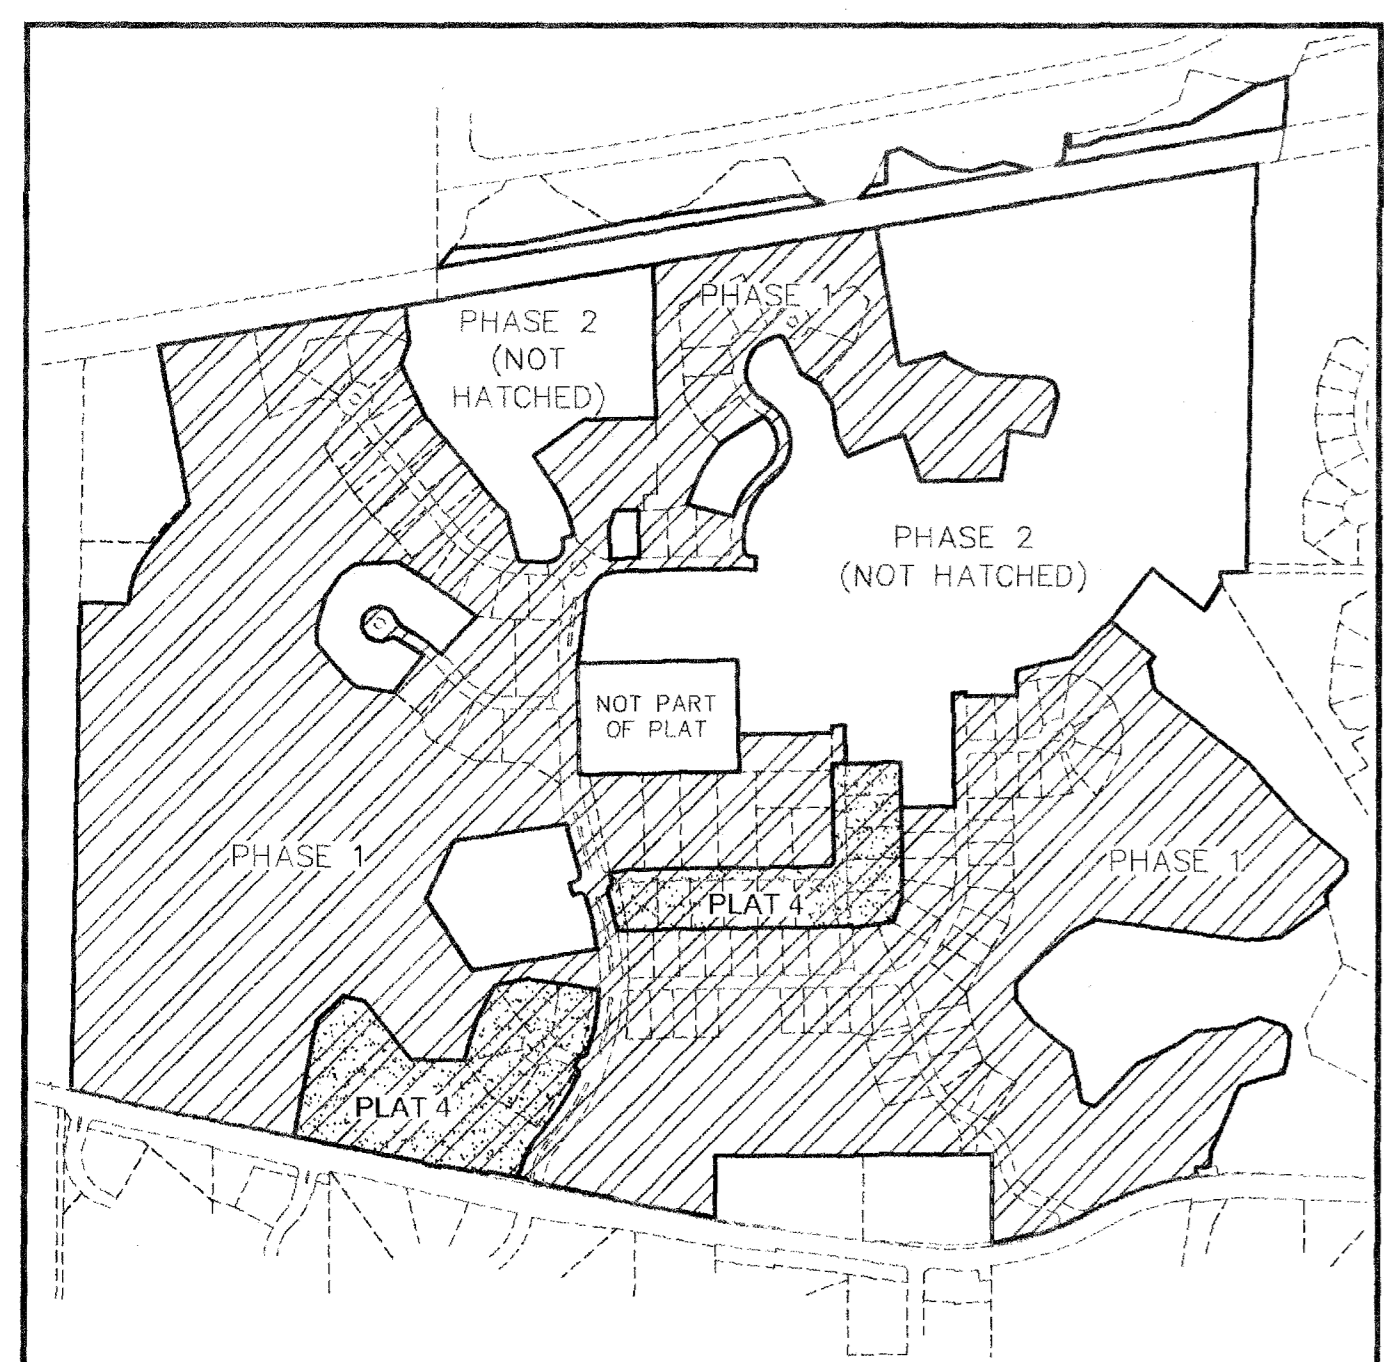 PHASE 1
PHASE 2
(NOT
HATCHED)
PHASE 2
(NOT HATCHED)
NOT PART
OF PLAT
PHASE 1
PHASE 1
PLAT 4
PLAT 4